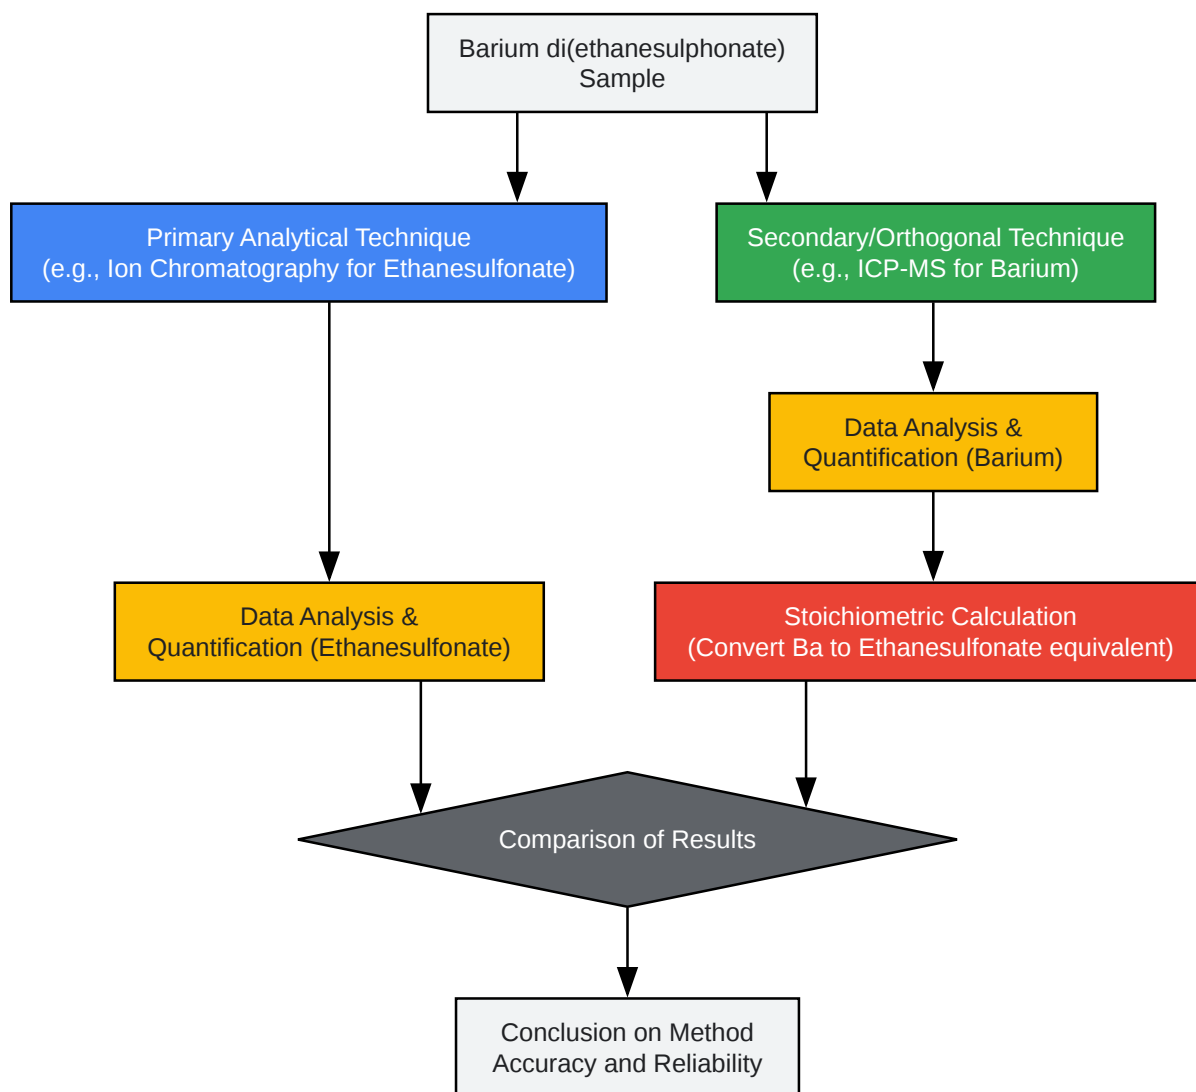 Barium di(ethanesulphonate)
Sample
Primary Analytical Technique
(e.g., Ion Chromatography for Ethanesulfonate)
Secondary/Orthogonal Technique
(e.g., ICP-MS for Barium)
Data Analysis &
Quantification (Barium)
Data Analysis &
Quantification (Ethanesulfonate)
Stoichiometric Calculation
(Convert Ba to Ethanesulfonate equivalent)
Comparison of Results
Conclusion on Method
Accuracy and Reliability